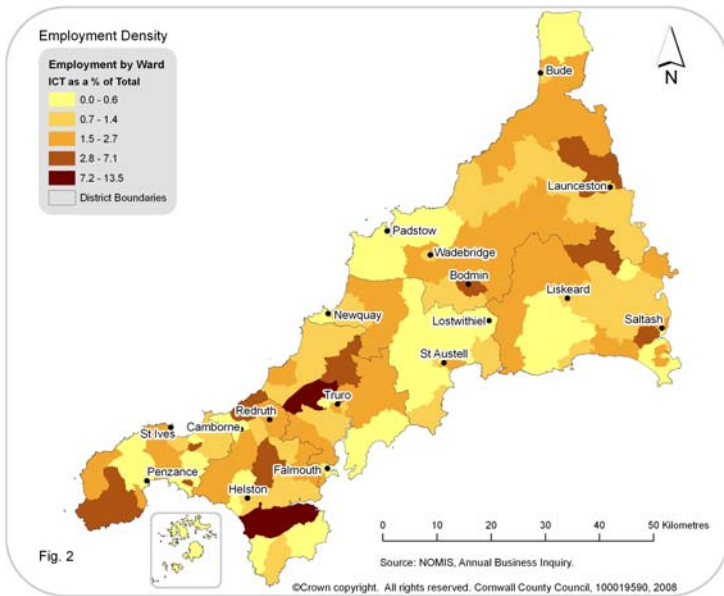 Employment Density
Employment by Ward
ICT as a % of Total
0.0 - 0.6
0.7 - 1.4
1.5 - 2.7
2.8 - 7.1
7.2 - 13.5
District Boundaries
N
Bude
Launceston
Padstow
Wadebridge
Bodmin
Liskeard
Newquay
Lostwithiel
Saltash
St Austell
Truro
Redruth
Camborne
St Ives
Penzance
Falmouth
Helston
0 10 20 30 40 50 Kilometres
Fig. 2
Source: NOMIS, Annual Business Inquiry.
©Crown copyright. All rights reserved. Cornwall County Council, 100019590, 2008